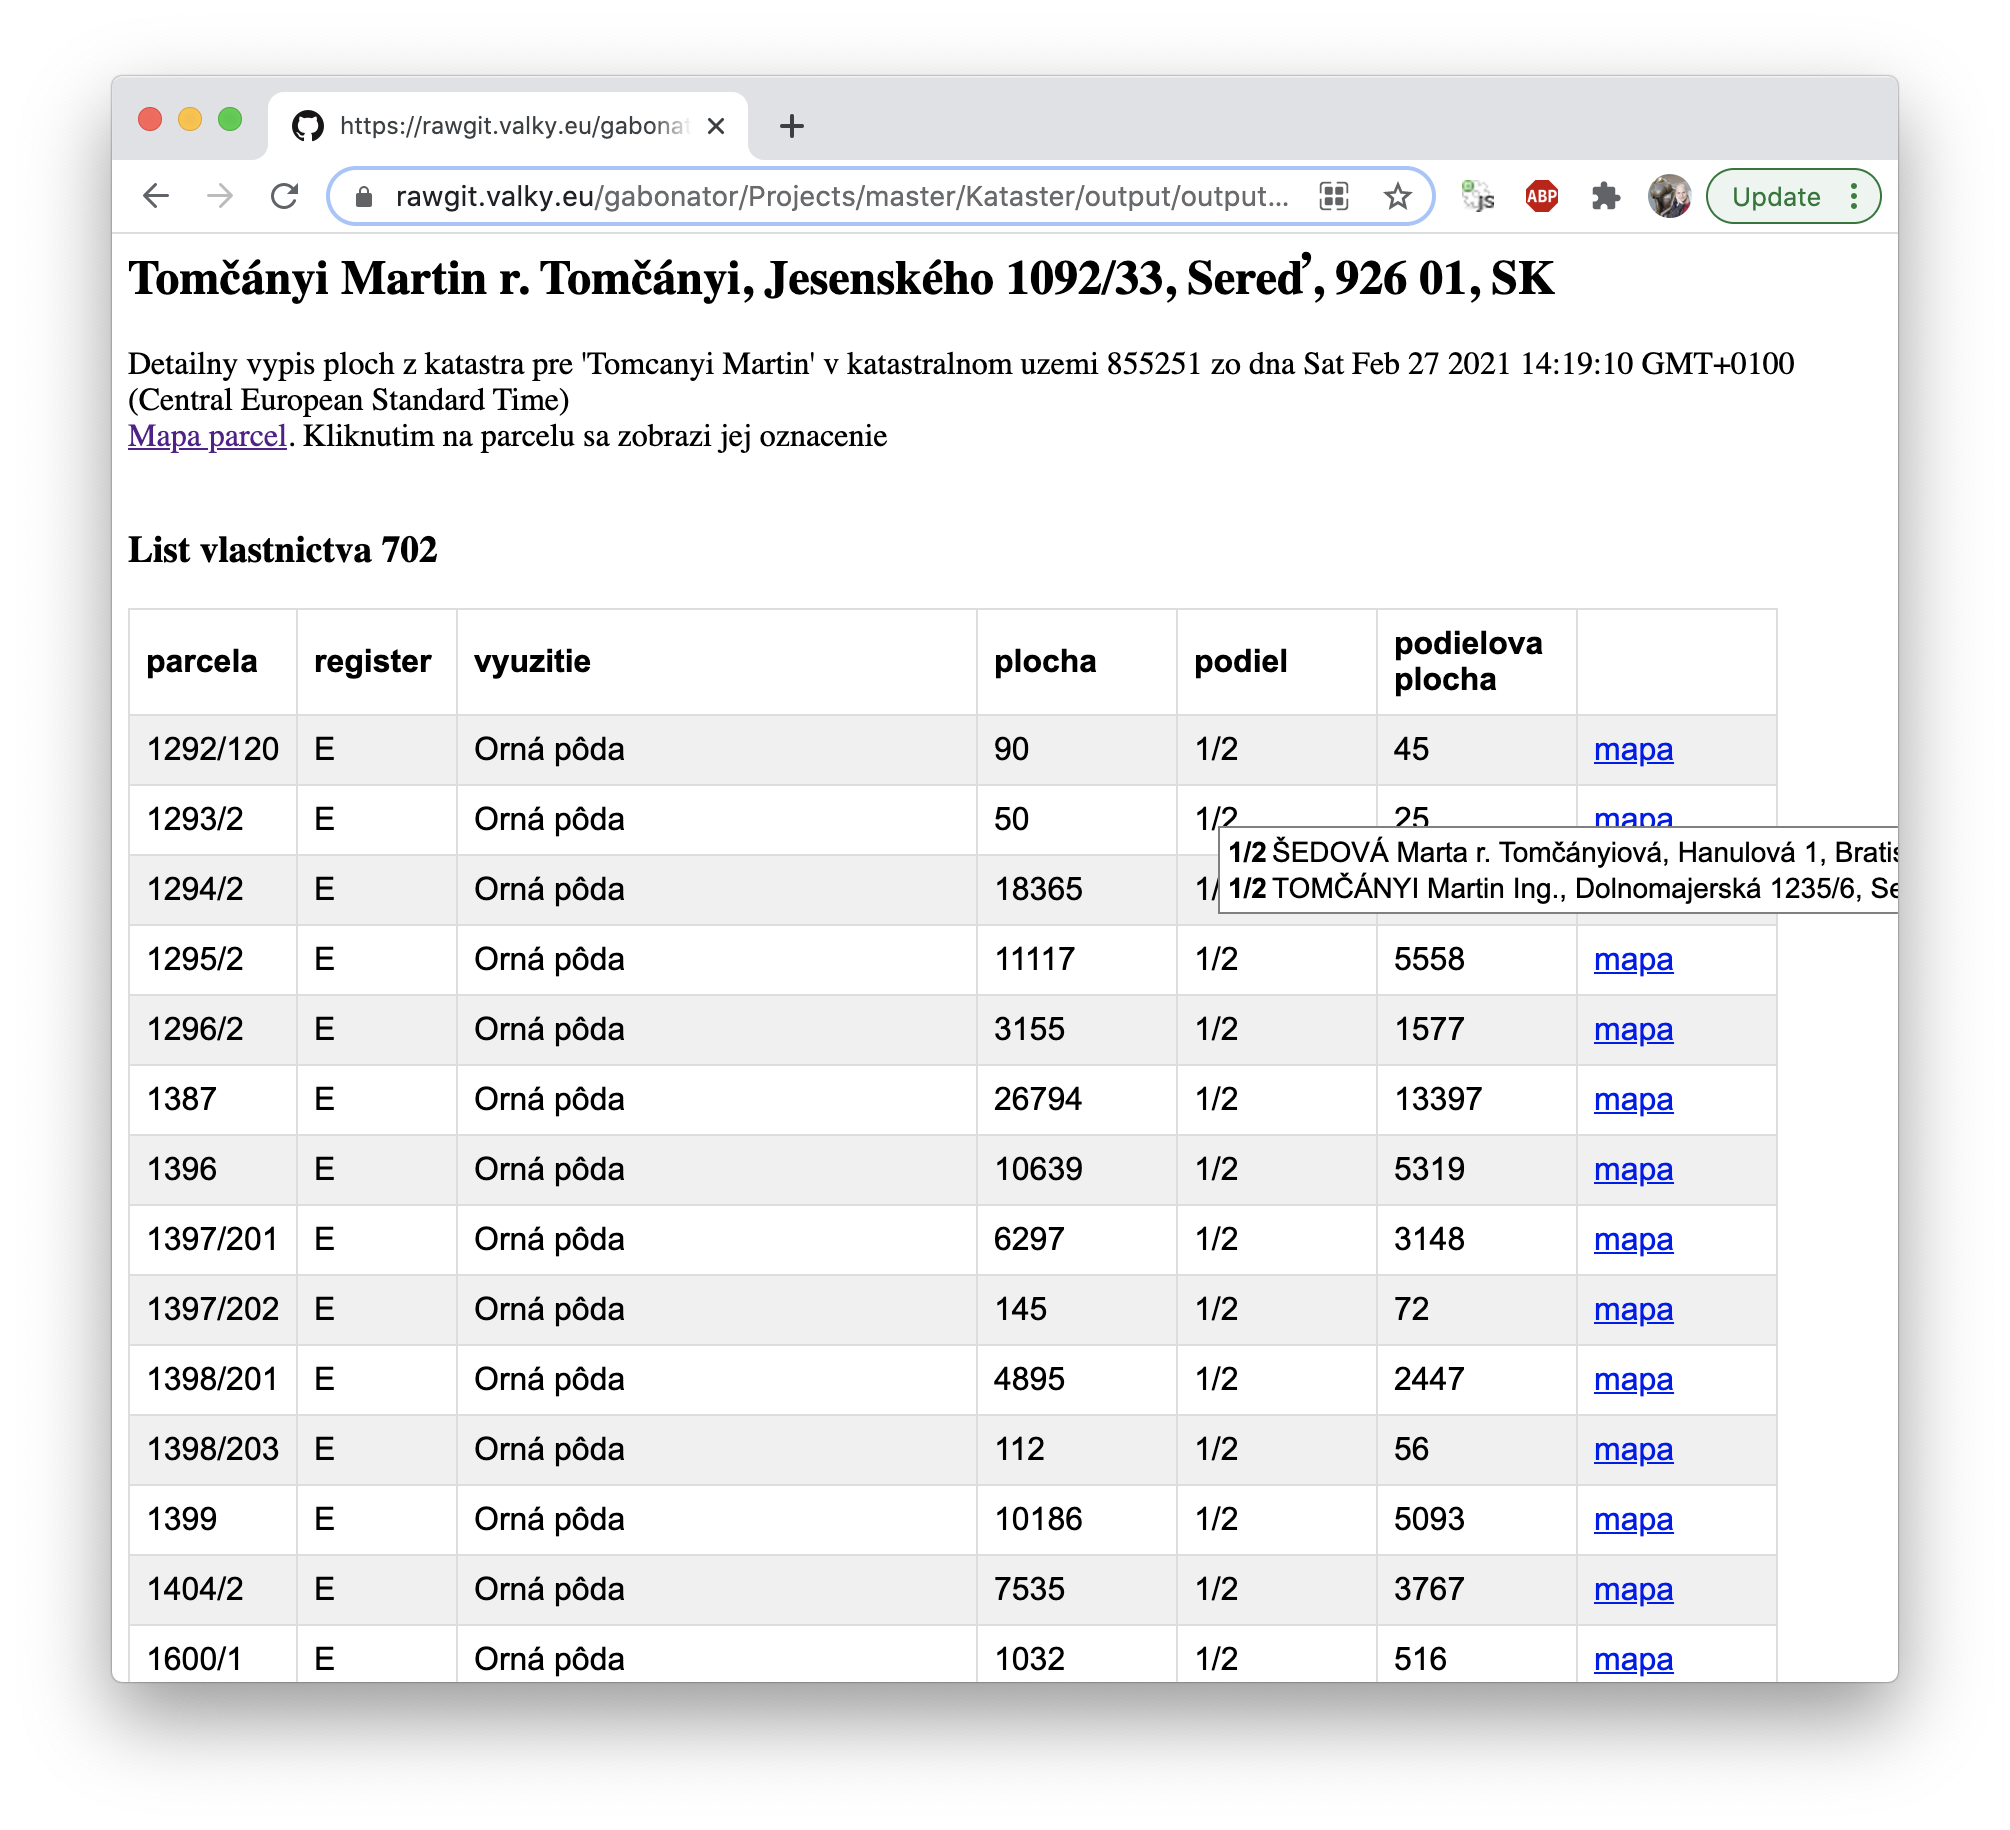 https://rawgit.valky.eu/gabonat
rawgit.valky.eu/gabonator/Projects/master/Kataster/output/output...
js
ABP
Update
Tomčányi Martin r. Tomčányi, Jesenského 1092/33, Sereď, 926 01, SK
Detailny vypis ploch z katastra pre 'Tomcanyi Martin' v katastralnom uzemi 855251 zo dna Sat Feb 27 2021 14:19:10 GMT+0100
(Central European Standard Time)
Mapa parcel. Kliknutim na parcelu sa zobrazi jej oznacenie
List vlastnictva 702
parcela register vyuzitie plocha podiel podielova plocha
1292/120 E Orná pôda 90 1/2 45 mapa
1293/2 E Orná pôda 50 1/2 25 mapa
1/2 ŠEDOVÁ Marta r. Tomčányiová, Hanulová 1, Bratis
1/2 TOMČÁNYI Martin Ing., Dolnomajerská 1235/6, Se
1294/2 E Orná pôda 18365 1/
1295/2 E Orná pôda 11117 1/2 5558 mapa
1296/2 E Orná pôda 3155 1/2 1577 mapa
1387 E Orná pôda 26794 1/2 13397 mapa
1396 E Orná pôda 10639 1/2 5319 mapa
1397/201 E Orná pôda 6297 1/2 3148 mapa
1397/202 E Orná pôda 145 1/2 72 mapa
1398/201 E Orná pôda 4895 1/2 2447 mapa
1398/203 E Orná pôda 112 1/2 56 mapa
1399 E Orná pôda 10186 1/2 5093 mapa
1404/2 E Orná pôda 7535 1/2 3767 mapa
1600/1 E Orná pôda 1032 1/2 516 mapa